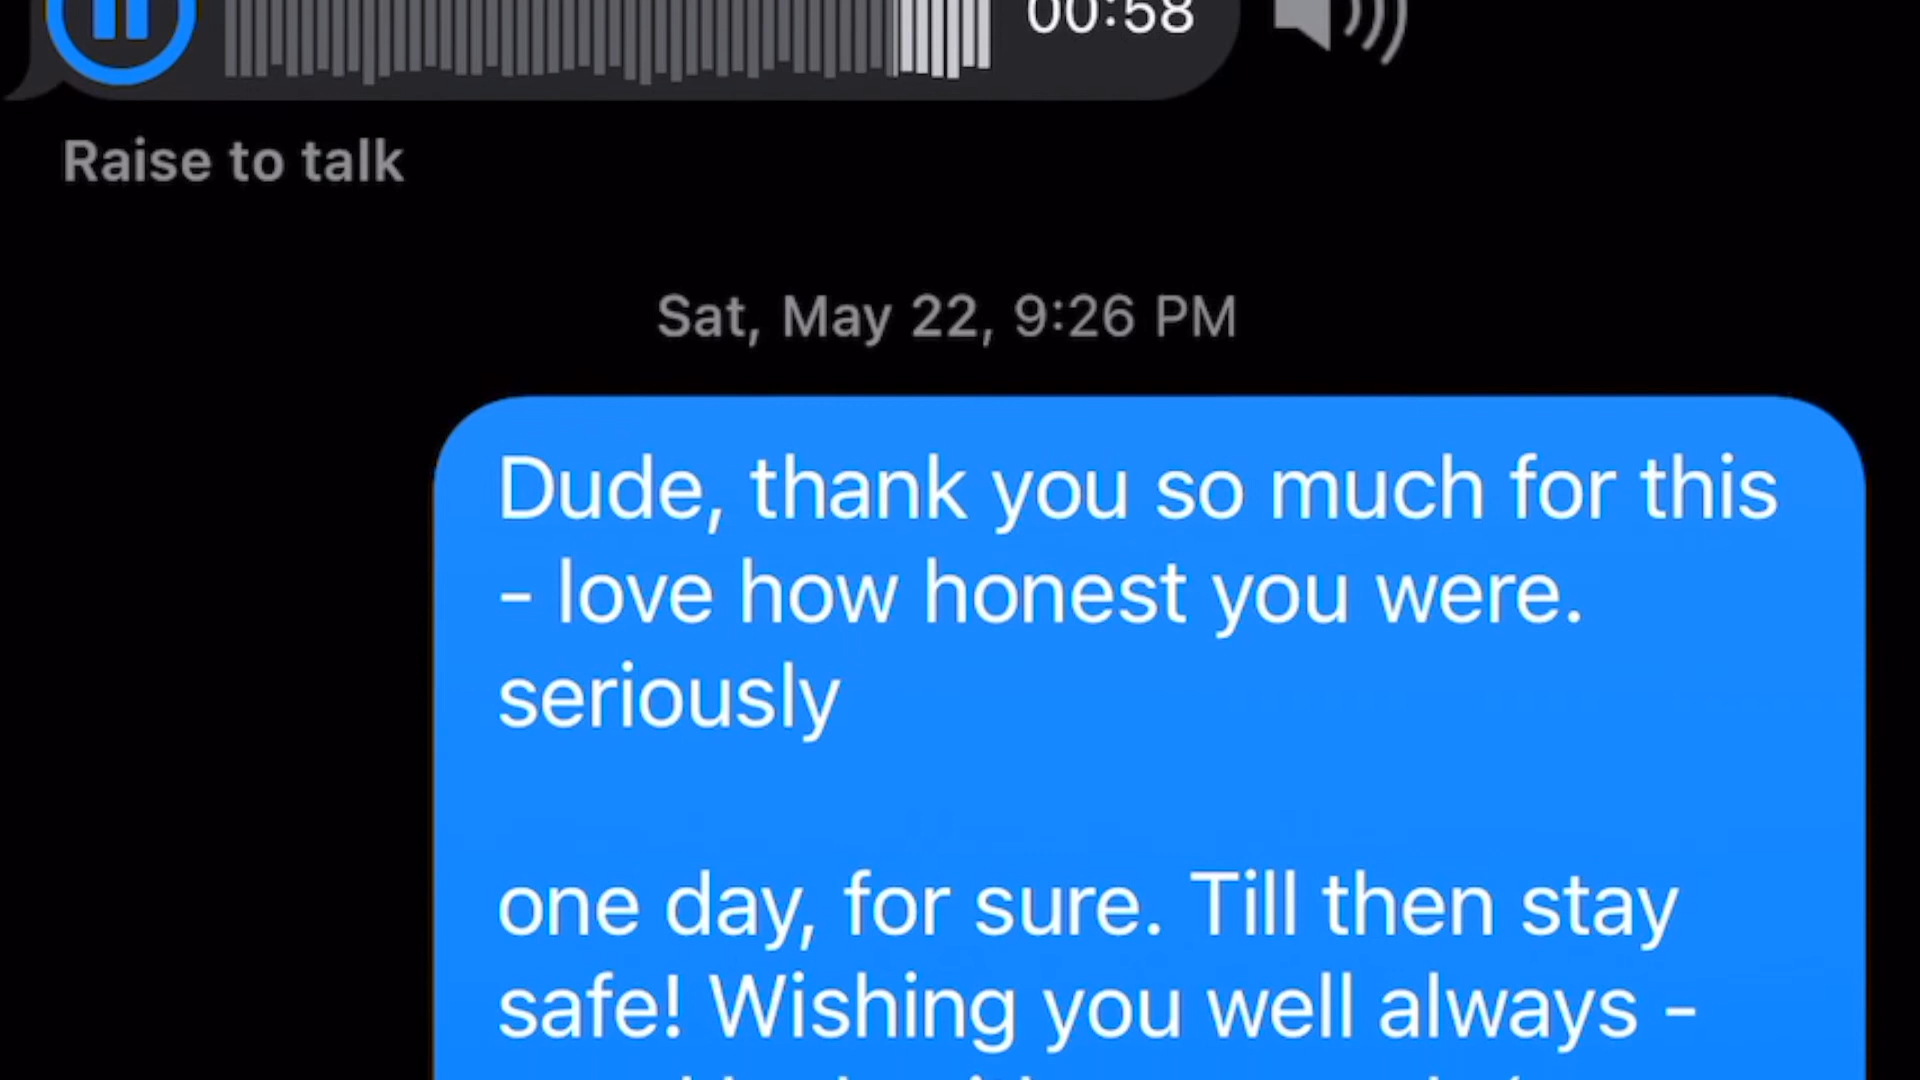 00:58
Raise to talk
Sat, May 22, 9:26 PM
Dude, thank you so much for this
- love how honest you were.
seriously
one day, for sure. Till then stay
safe! Wishing you well always -